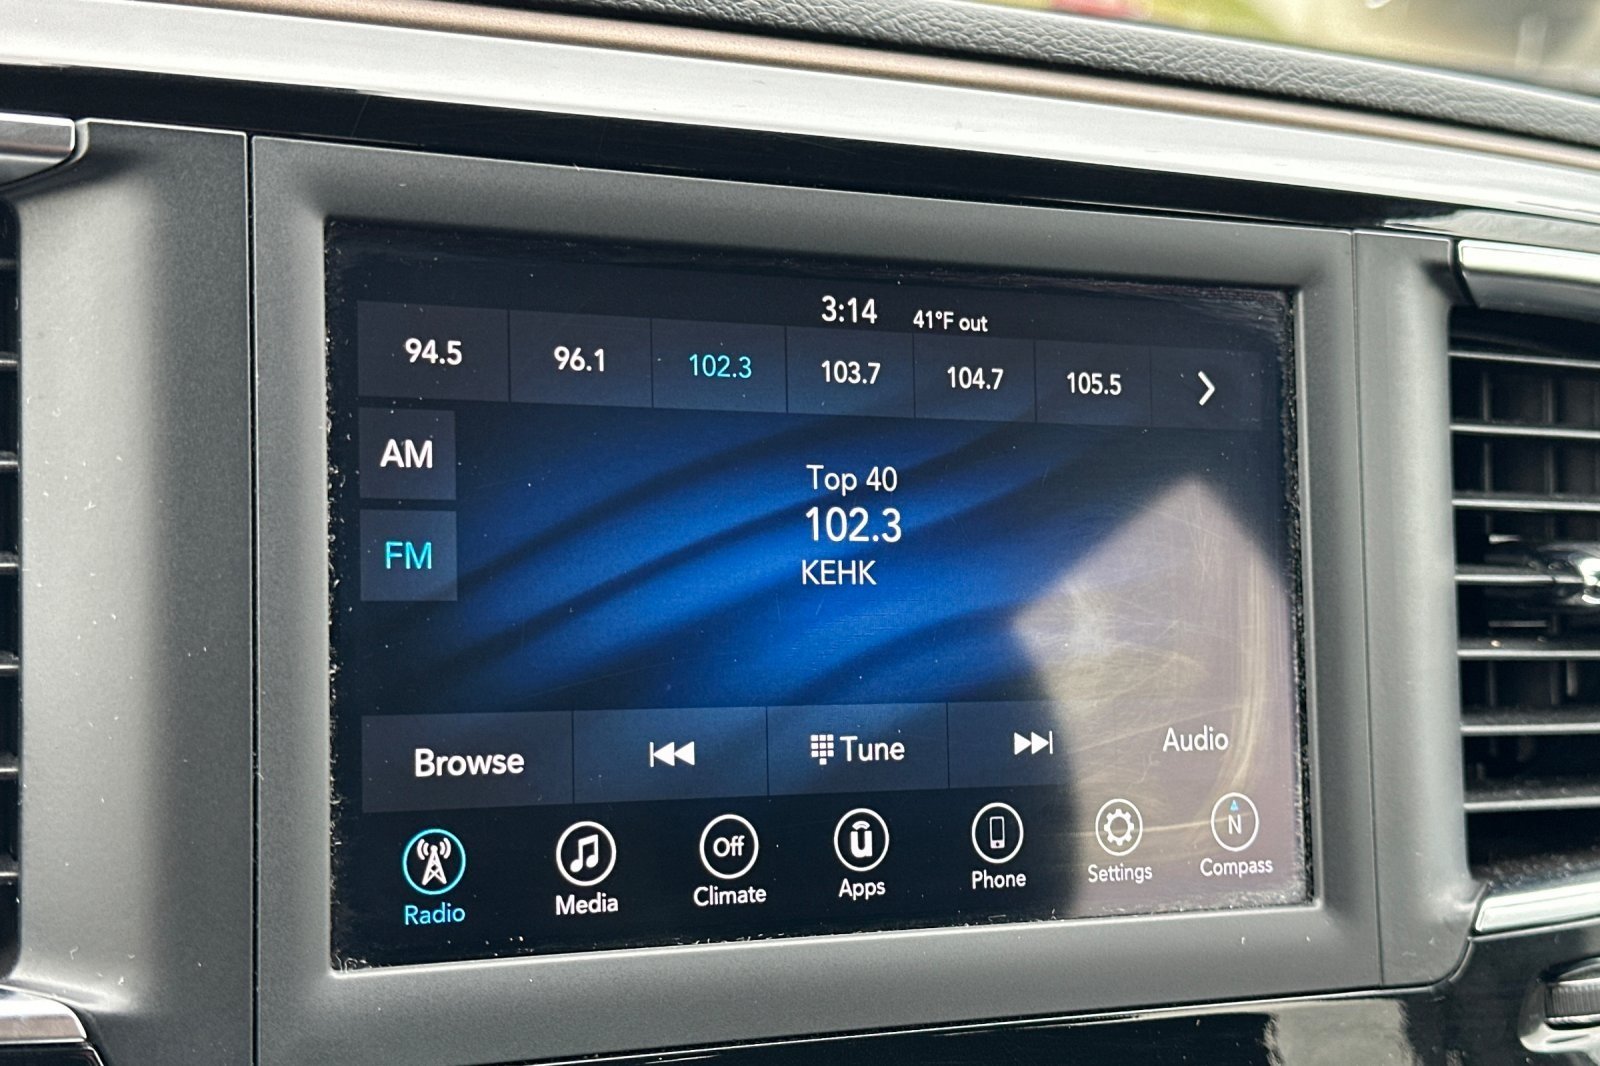 3:14 41°F out
94.5 96.1 102.3 103.7 104.7 105.5
AM
FM
Top 40
102.3
KEHK
Browse Tune Audio
Off u N
Radio Media Climate Apps Phone Settings Compass